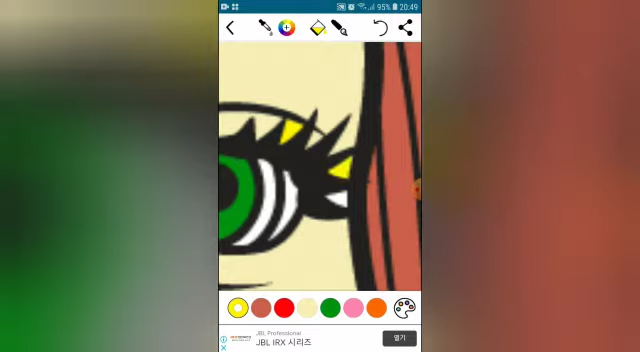 95% 20:49
JBL Professional
JBL IRX 시리즈
열기